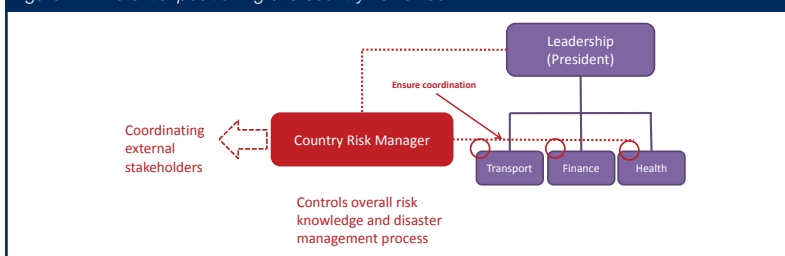 Leadership
(President)
Ensure coordination
Coordinating
external
stakeholders
Country Risk Manager
Transport
Finance
Health
Controls overall risk
knowledge and disaster
management process